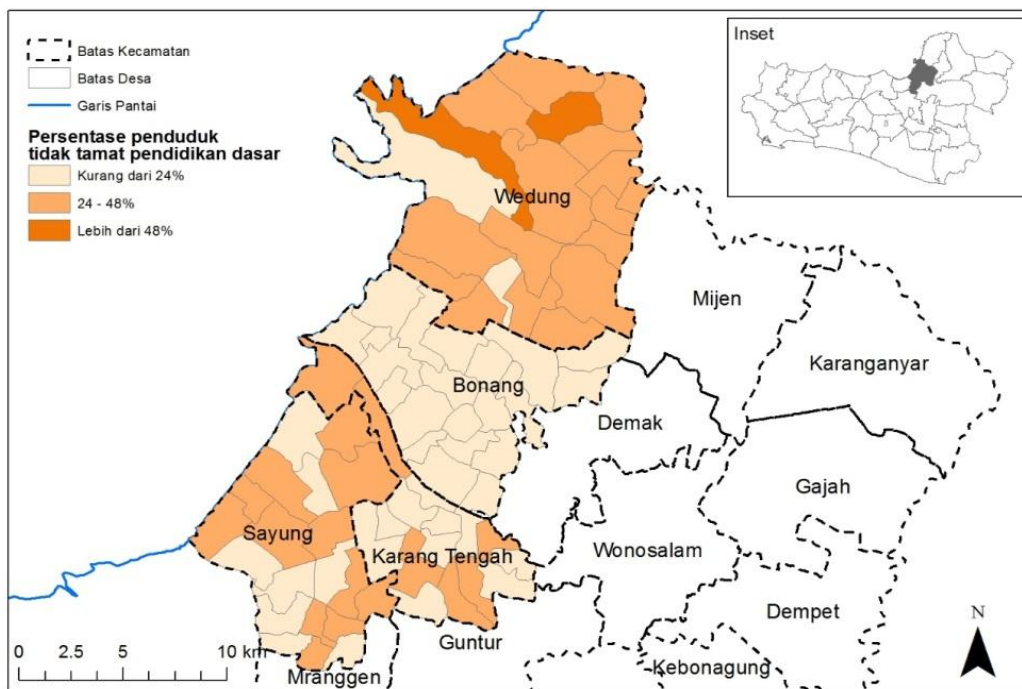 Batas Kecamatan
Batas Desa
Garis Pantai
Persentase penduduk
tidak tamat pendidikan dasar
Kurang dari 24%
24 - 48%
Lebih dari 48%
Inset
Wedung
Mijen
Karanganyar
Bonang
Demak
Gajah
Sayung
Karang Tengah
Wonosalam
Dempet
Guntur
Kebonagung
Mranggen
0 2.5 5 10 km
N